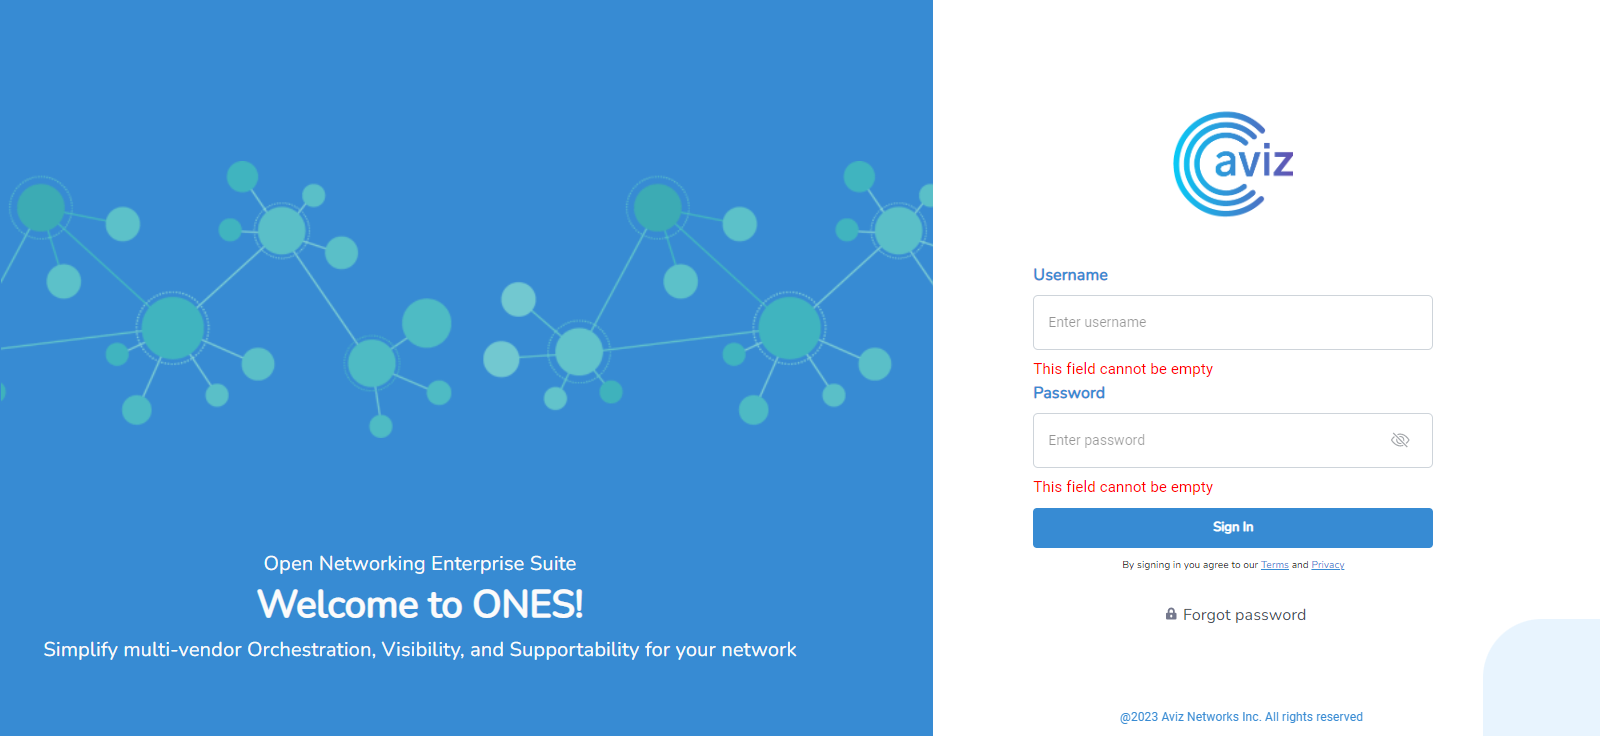 Open Networking Enterprise Suite
Welcome to ONES!
Simplify multi-vendor Orchestration, Visibility, and Supportability for your network
aviz
Username
Enter username
This field cannot be empty
Password
Enter password
This field cannot be empty
Sign In
By signing in you agree to our Terms and Privacy
Forgot password
@2023 Aviz Networks Inc. All rights reserved